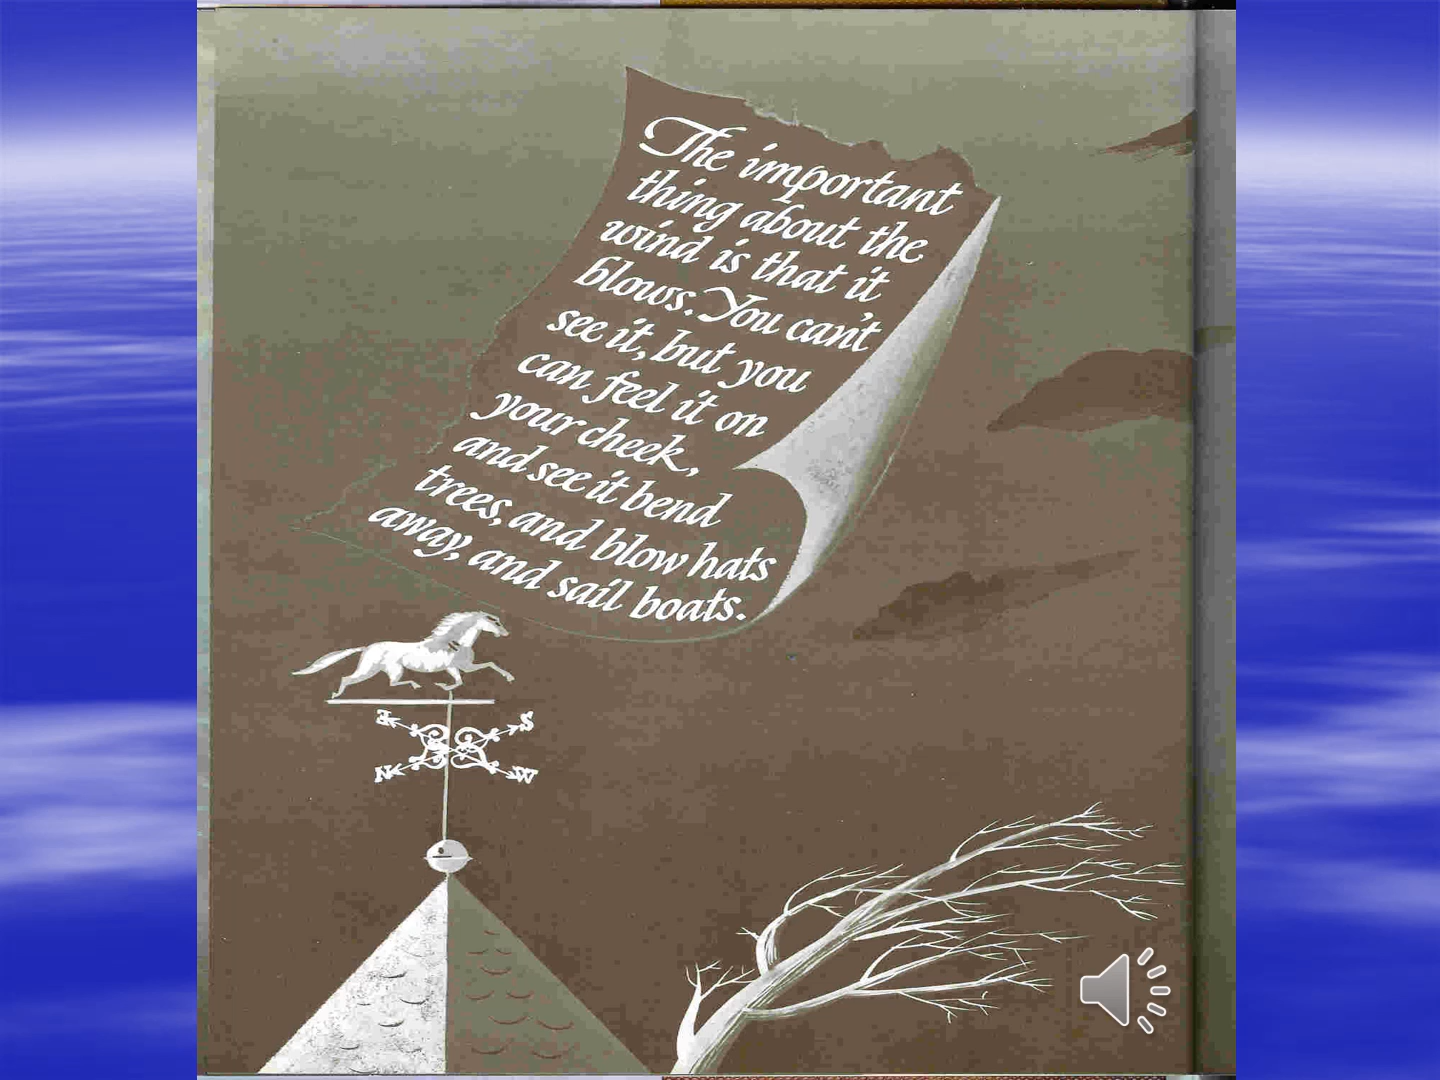 The important
thing about the
wind is that it
blows. You can't
see it, but you
can feel it on
your cheek,
and see it bend
trees, and blow hats
away, and sail boats.
E S
N W